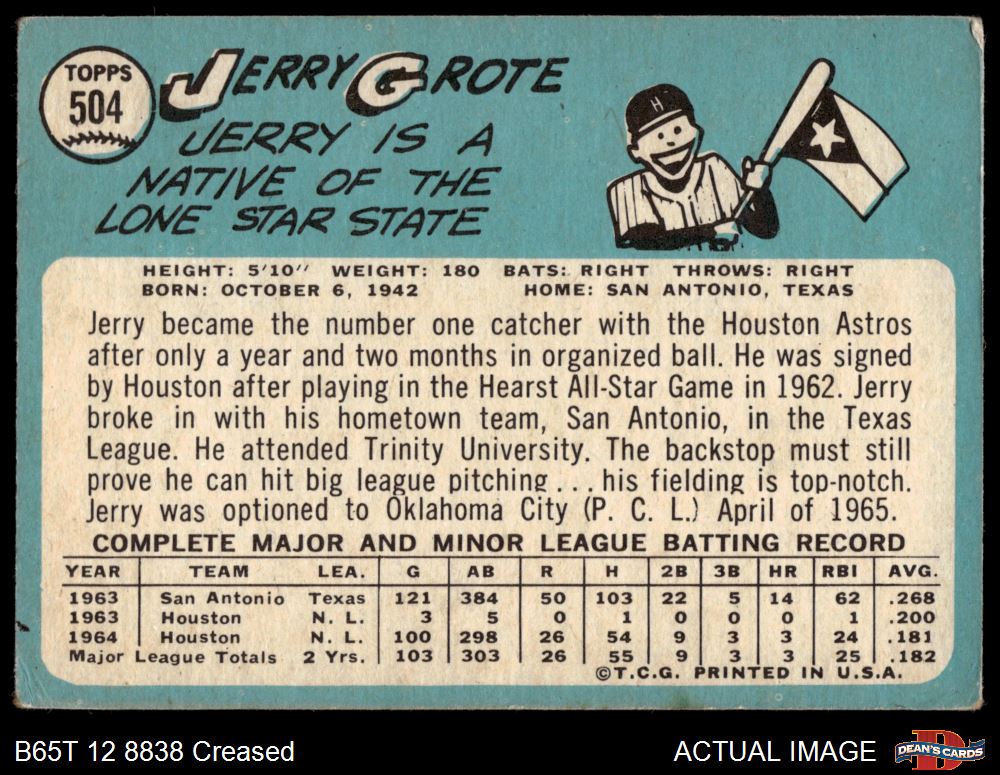 TOPPS
504
JERRY GROTE
JERRY IS A
NATIVE OF THE
LONE STAR STATE
H
HEIGHT: 5'10" WEIGHT: 180 BATS: RIGHT THROWS: RIGHT
BORN: OCTOBER 6, 1942 HOME: SAN ANTONIO, TEXAS
Jerry became the number one catcher with the Houston Astros
after only a year and two months in organized ball. He was signed
by Houston after playing in the Hearst All-Star Game in 1962. Jerry
broke in with his hometown team, San Antonio, in the Texas
League. He attended Trinity University. The backstop must still
prove he can hit big league pitching . . . his fielding is top-notch.
Jerry was optioned to Oklahoma City (P. C. L.) April of 1965.
COMPLETE MAJOR AND MINOR LEAGUE BATTING RECORD
YEAR TEAM LEA. G AB R H 2B 3B HR RBI AVG.
1963 San Antonio Texas 121 384 50 103 22 5 14 62 .268
1963 Houston N. L. 3 5 0 1 0 0 0 1 .200
1964 Houston N. L. 100 298 26 54 9 3 3 24 .181
Major League Totals 2 Yrs. 103 303 26 55 9 3 3 25 .182
©T.C.G. PRINTED IN U.S.A.
B65T 12 8838 Creased ACTUAL IMAGE
D
DEAN'S CARDS